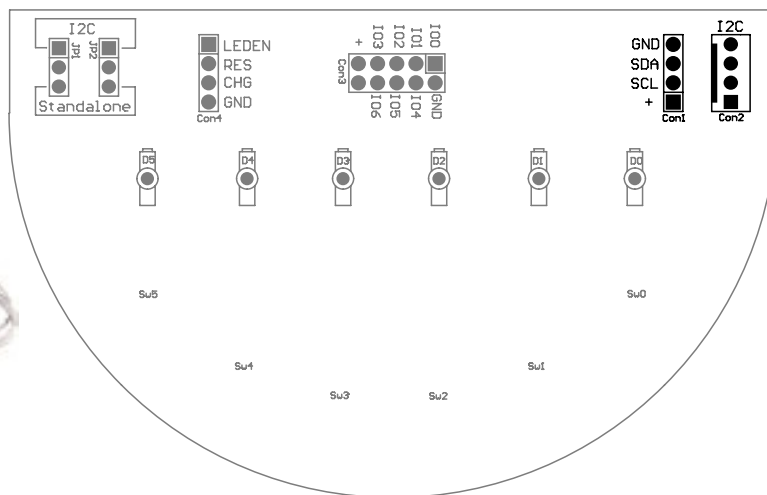 I2C
JP1
JP2
Standalone
LEDEN
RES
CHG
GND
Con4
+
IO3
IO2
IO1
IO0
Con3
IO6
IO5
IO4
GND
GND
SDA
SCL
+
Con1
I2C
Con2
D5
D4
D3
D2
D1
D0
Sw5
Sw0
Sw4
Sw1
Sw3
Sw2